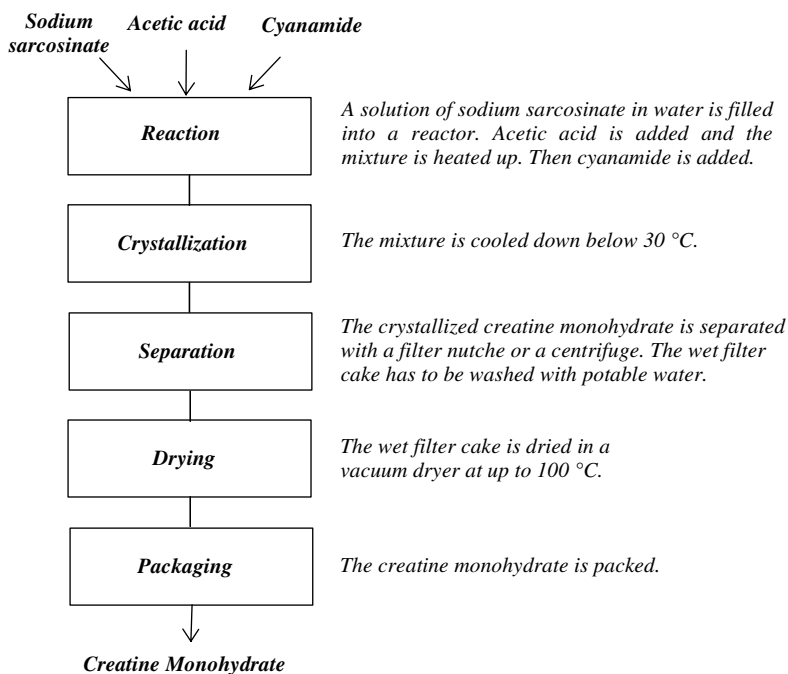 Sodium
sarcosinate
Acetic acid
Cyanamide
Reaction
A solution of sodium sarcosinate in water is filled
into a reactor. Acetic acid is added and the
mixture is heated up. Then cyanamide is added.
Crystallization
The mixture is cooled down below 30 °C.
Separation
The crystallized creatine monohydrate is separated
with a filter nutche or a centrifuge. The wet filter
cake has to be washed with potable water.
Drying
The wet filter cake is dried in a
vacuum dryer at up to 100 °C.
Packaging
The creatine monohydrate is packed.
Creatine Monohydrate